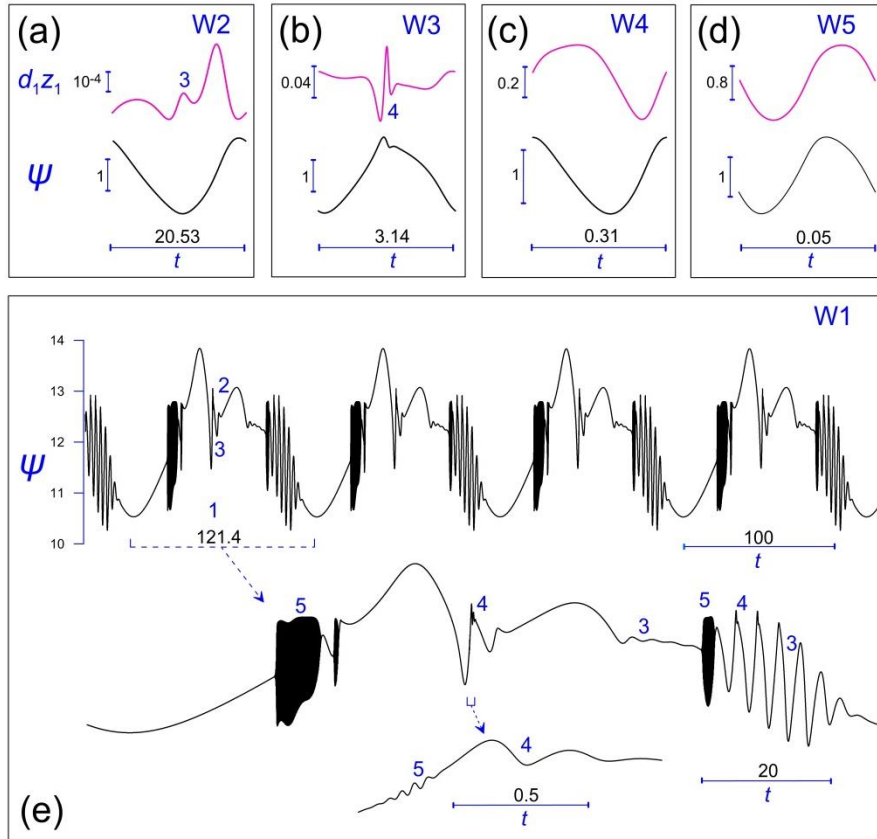 (a) W2
d₁z₁ 10⁻⁴ 3
ψ 1
20.53
t
(b) W3
0.04 4
1
3.14
t
(c) W4
0.2
1
0.31
t
(d) W5
0.8
1
0.05
t
W1
14
13
12
11
10
ψ
2
3
1
121.4
100
t
5 4 3 5 4 3
5 4
0.5
t
20
t
(e)